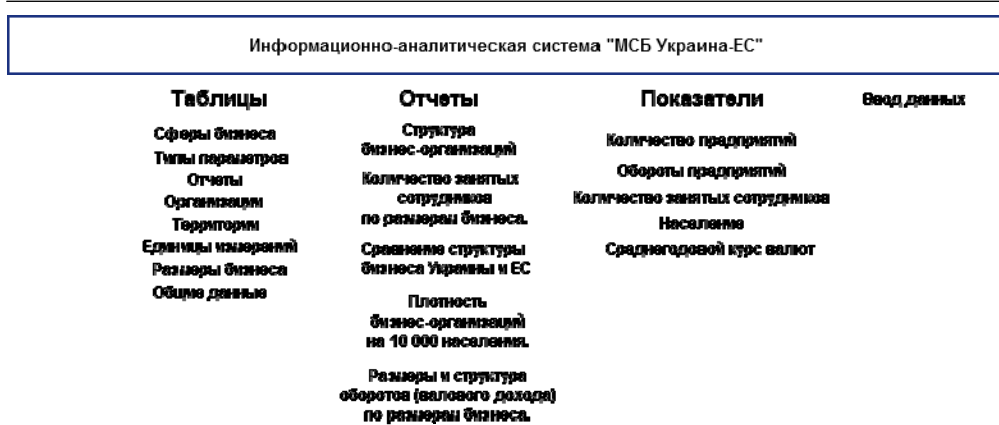 Информационно-аналитическая система "МСБ Украина-ЕС"
Таблицы
Сферы бизнеса
Типы параметров
Отчеты
Организации
Территории
Единицы измерений
Размеры бизнеса
Общие данные
Отчеты
Структура
бизнес-организаций
Количество занятых
сотрудников
по размерам бизнеса.
Сравнение структуры
бизнеса Украины и ЕС
Плотность
бизнес-организаций
на 10 000 населения.
Размеры и структура
оборотов (валового дохода)
по размерам бизнеса.
Показатели
Количество предприятий
Обороты предприятий
Количество занятых сотрудников
Население
Среднегодовой курс валют
Ввод данных